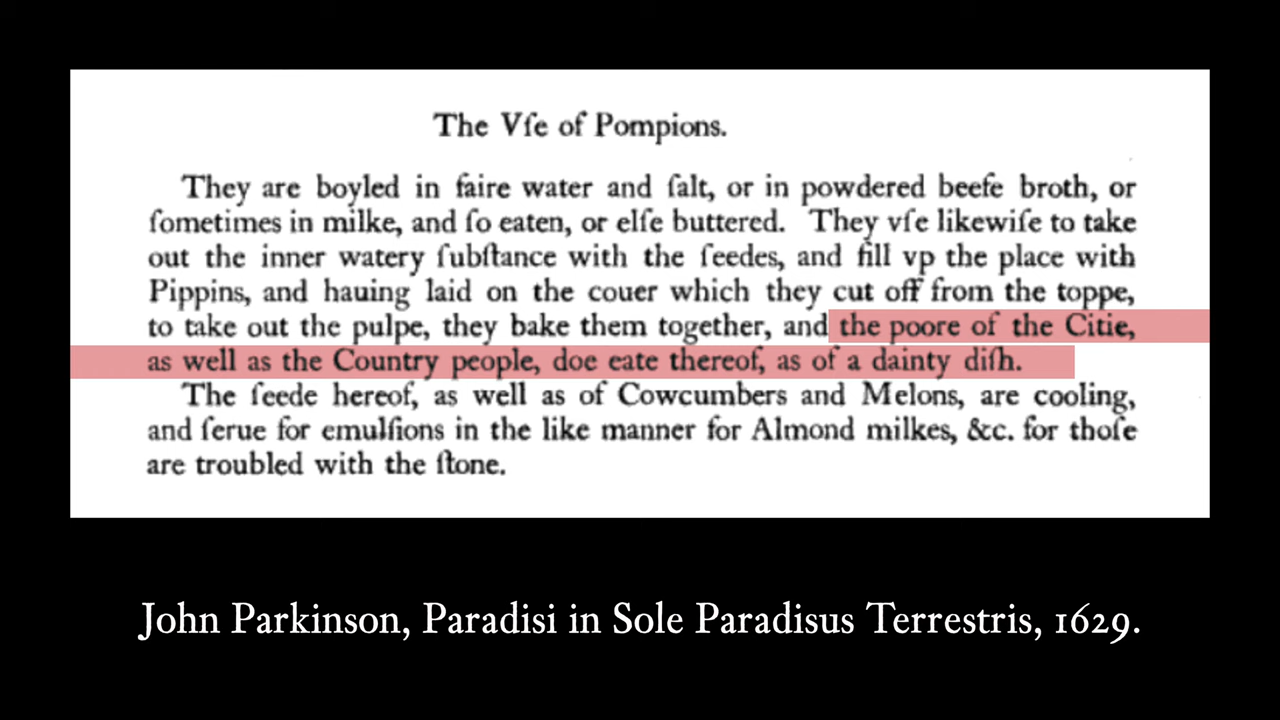 The Vſe of Pompions.
They are boyled in faire water and ſalt, or in powdered beefe broth, or
ſometimes in milke, and ſo eaten, or elſe buttered. They vſe likewiſe to take
out the inner watery ſubſtance with the ſeedes, and fill vp the place with
Pippins, and hauing laid on the couer which they cut off from the toppe,
to take out the pulpe, they bake them together, and the poore of the Citie,
as well as the Country people, doe eate thereof, as of a dainty diſh.
The ſeede hereof, as well as of Cowcumbers and Melons, are cooling,
and ſerue for emulſions in the like manner for Almond milkes, &c. for thoſe
are troubled with the ſtone.
John Parkinson, Paradisi in Sole Paradisus Terrestris, 1629.